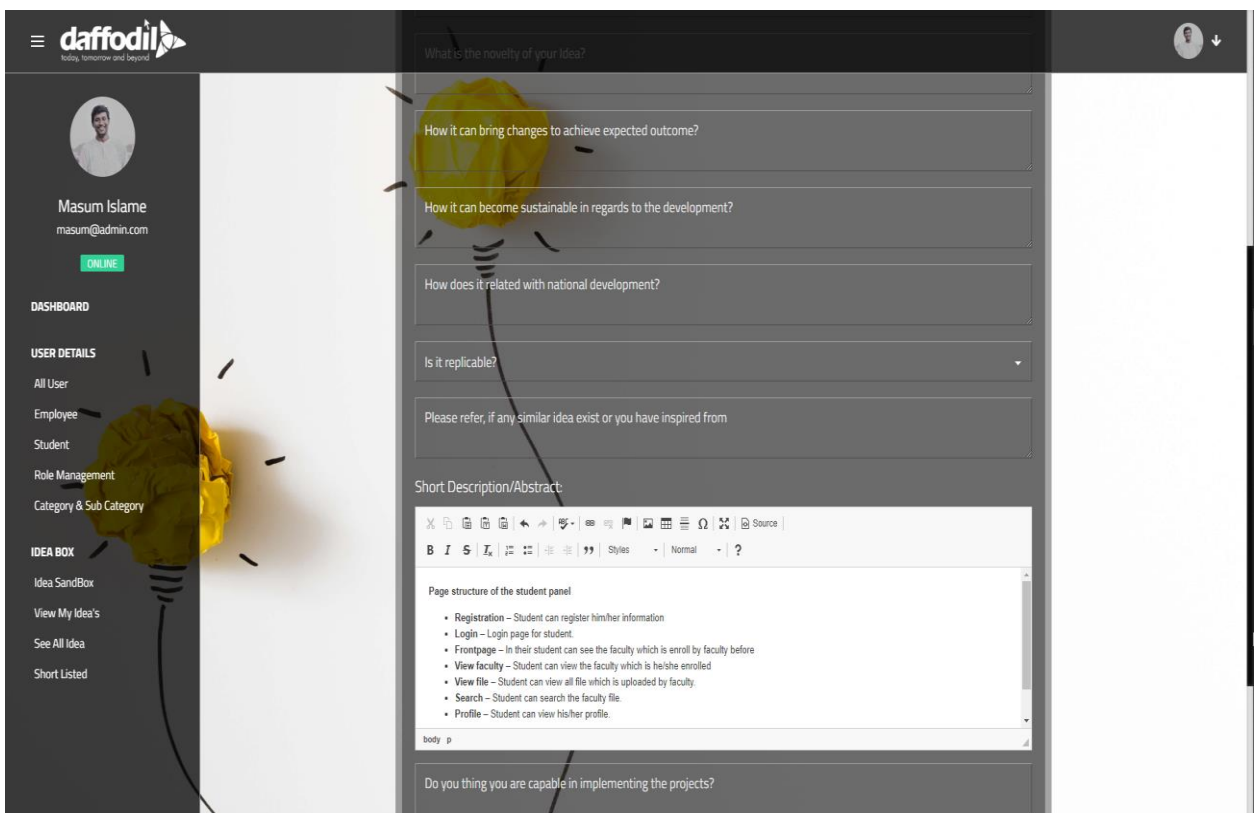 daffodil
today, tomorrow and beyond
Masum Islame
masum@admin.com
ONLINE
DASHBOARD
USER DETAILS
All User
Employee
Student
Role Management
Category & Sub Category
IDEA BOX
Idea SandBox
View My Idea's
See All Idea
Short Listed
What is the novelty of your Idea?
How it can bring changes to achieve expected outcome?
How it can become sustainable in regards to the development?
How does it related with national development?
Is it replicable?
Please refer, if any similar idea exist or you have inspired from
Short Description/Abstract:
Source
B I S Ix Styles Normal ?
Page structure of the student panel
Registration – Student can register him/her information
Login – Login page for student.
Frontpage – In their student can see the faculty which is enroll by faculty before
View faculty – Student can view the faculty which is he/she enrolled
View file – Student can view all file which is uploaded by faculty.
Search – Student can search the faculty file.
Profile – Student can view his/her profile.
body p
Do you thing you are capable in implementing the projects?